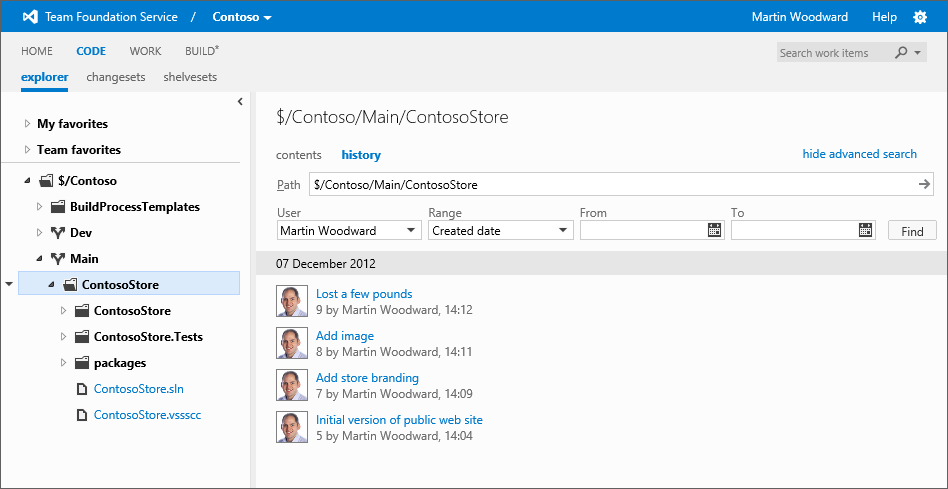 Team Foundation Service / Contoso Martin Woodward Help
HOME CODE WORK BUILD* Search work items
explorer changesets shelvesets
My favorites
Team favorites
$/Contoso
BuildProcessTemplates
Dev
Main
ContosoStore
ContosoStore
ContosoStore.Tests
packages
ContosoStore.sln
ContosoStore.vssscc
$/Contoso/Main/ContosoStore
contents history hide advanced search
Path $/Contoso/Main/ContosoStore
User Range From To
Martin Woodward Created date Find
07 December 2012
Lost a few pounds
9 by Martin Woodward, 14:12
Add image
8 by Martin Woodward, 14:11
Add store branding
7 by Martin Woodward, 14:09
Initial version of public web site
5 by Martin Woodward, 14:04